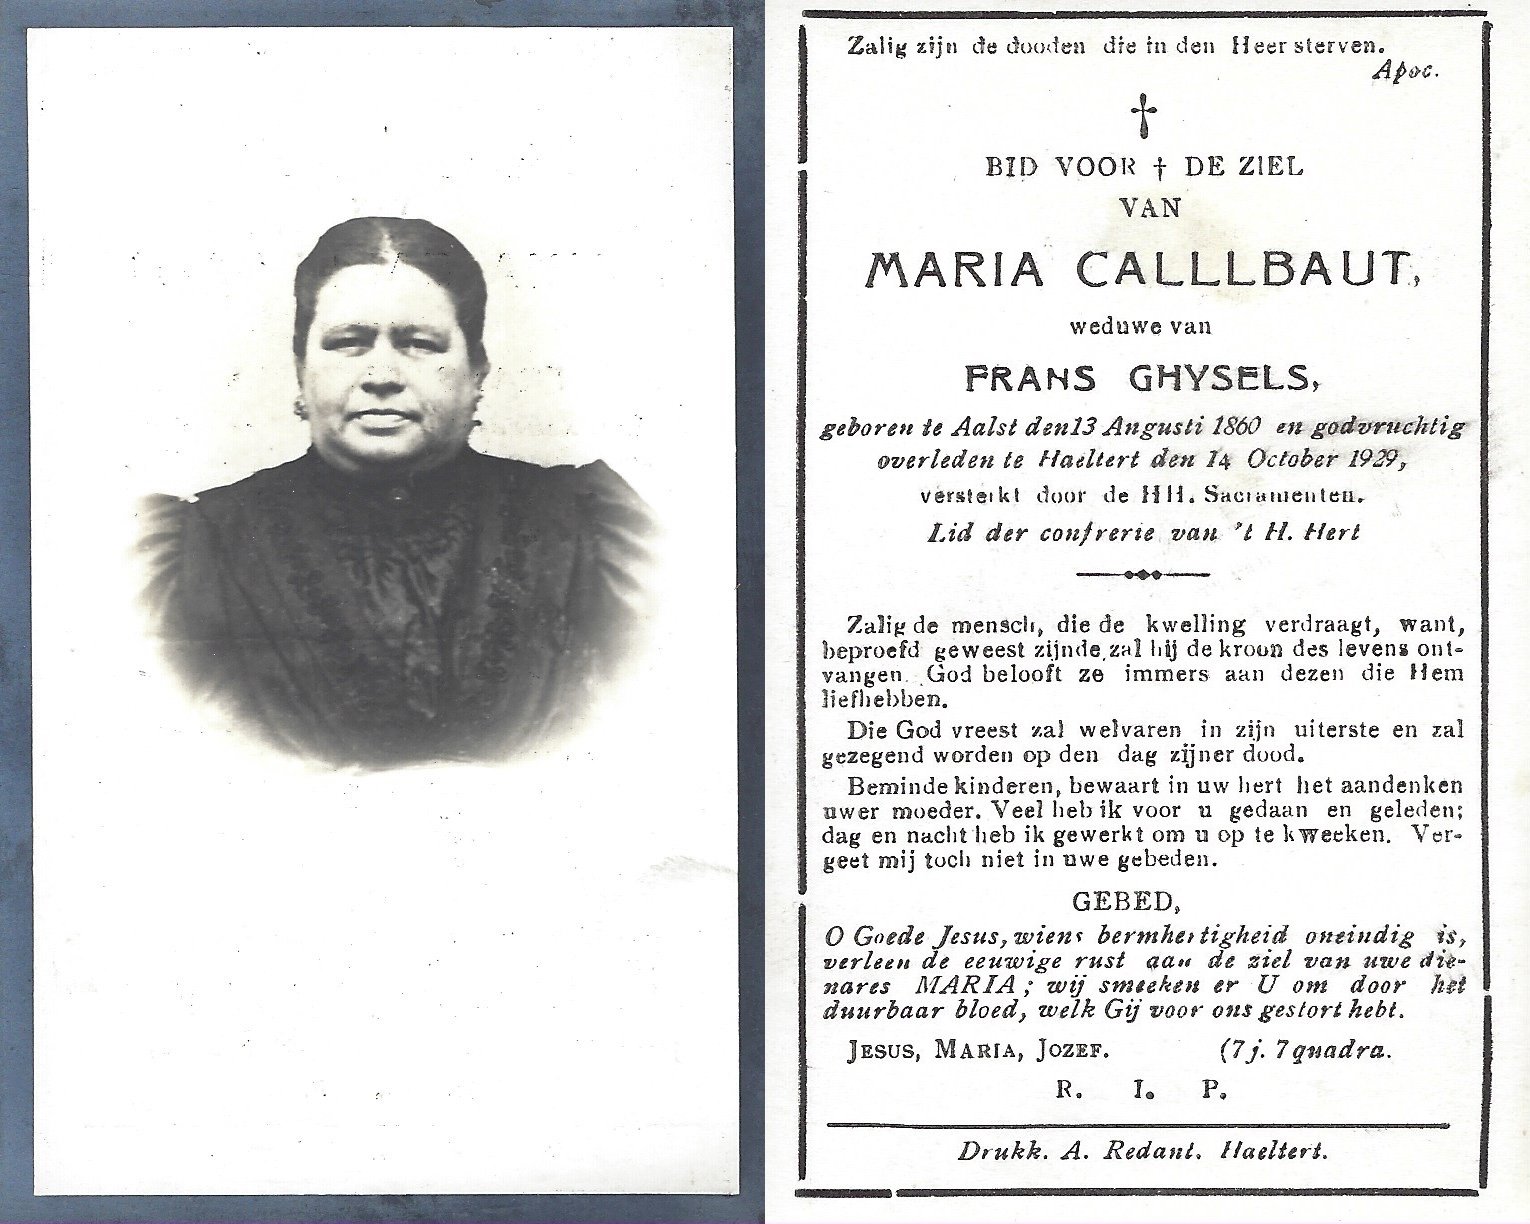 Zalig zijn de dooden die in den Heer sterven.
Apoc.
BID VOOR † DE ZIEL
VAN
MARIA CALLLBAUT,
weduwe van
FRANS GHYSELS,
geboren te Aalst den 13 Augusti 1860 en godvruchtig
overleden te Haeltert den 14 October 1929,
versterkt door de HH. Sacramenten.
Lid der confrerie van 't H. Hert
Zalig de mensch, die de kwelling verdraagt, want,
beproefd geweest zijnde, zal hij de kroon des levens ont-
vangen. God belooft ze immers aan dezen die Hem
liefhebben.
Die God vreest zal welvaren in zijn uiterste en zal
gezegend worden op den dag zijner dood.
Beminde kinderen, bewaart in uw hert het aandenken
uwer moeder. Veel heb ik voor u gedaan en geleden;
dag en nacht heb ik gewerkt om u op te kweeken. Ver-
geet mij toch niet in uwe gebeden.
GEBED,
O Goede Jesus, wiens bermhertigheid oneindig is,
verleen de eeuwige rust aan de ziel van uwe die-
nares MARIA; wij smeeken er U om door het
duurbaar bloed, welk Gij voor ons gestort hebt.
JESUS, MARIA, JOZEF. (7 j. 7 quadra.
R. I. P.
Drukk. A. Redant. Haeltert.